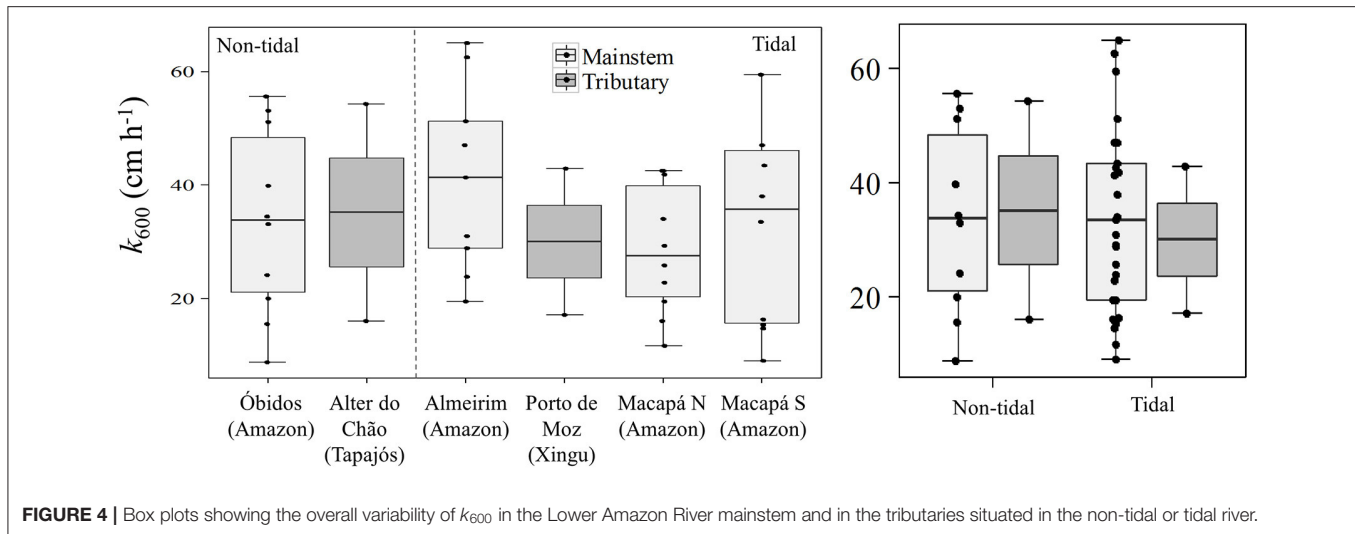 Non-tidal
Tidal
Mainstem
Tributary
60
40
20
k600 (cm h-1)
Óbidos
(Amazon)
Alter do
Chão
(Tapajós)
Almeirim
(Amazon)
Porto de
Moz
(Xingu)
Macapá N
(Amazon)
Macapá S
(Amazon)
60
40
20
Non-tidal
Tidal
FIGURE 4 | Box plots showing the overall variability of k600 in the Lower Amazon River mainstem and in the tributaries situated in the non-tidal or tidal river.